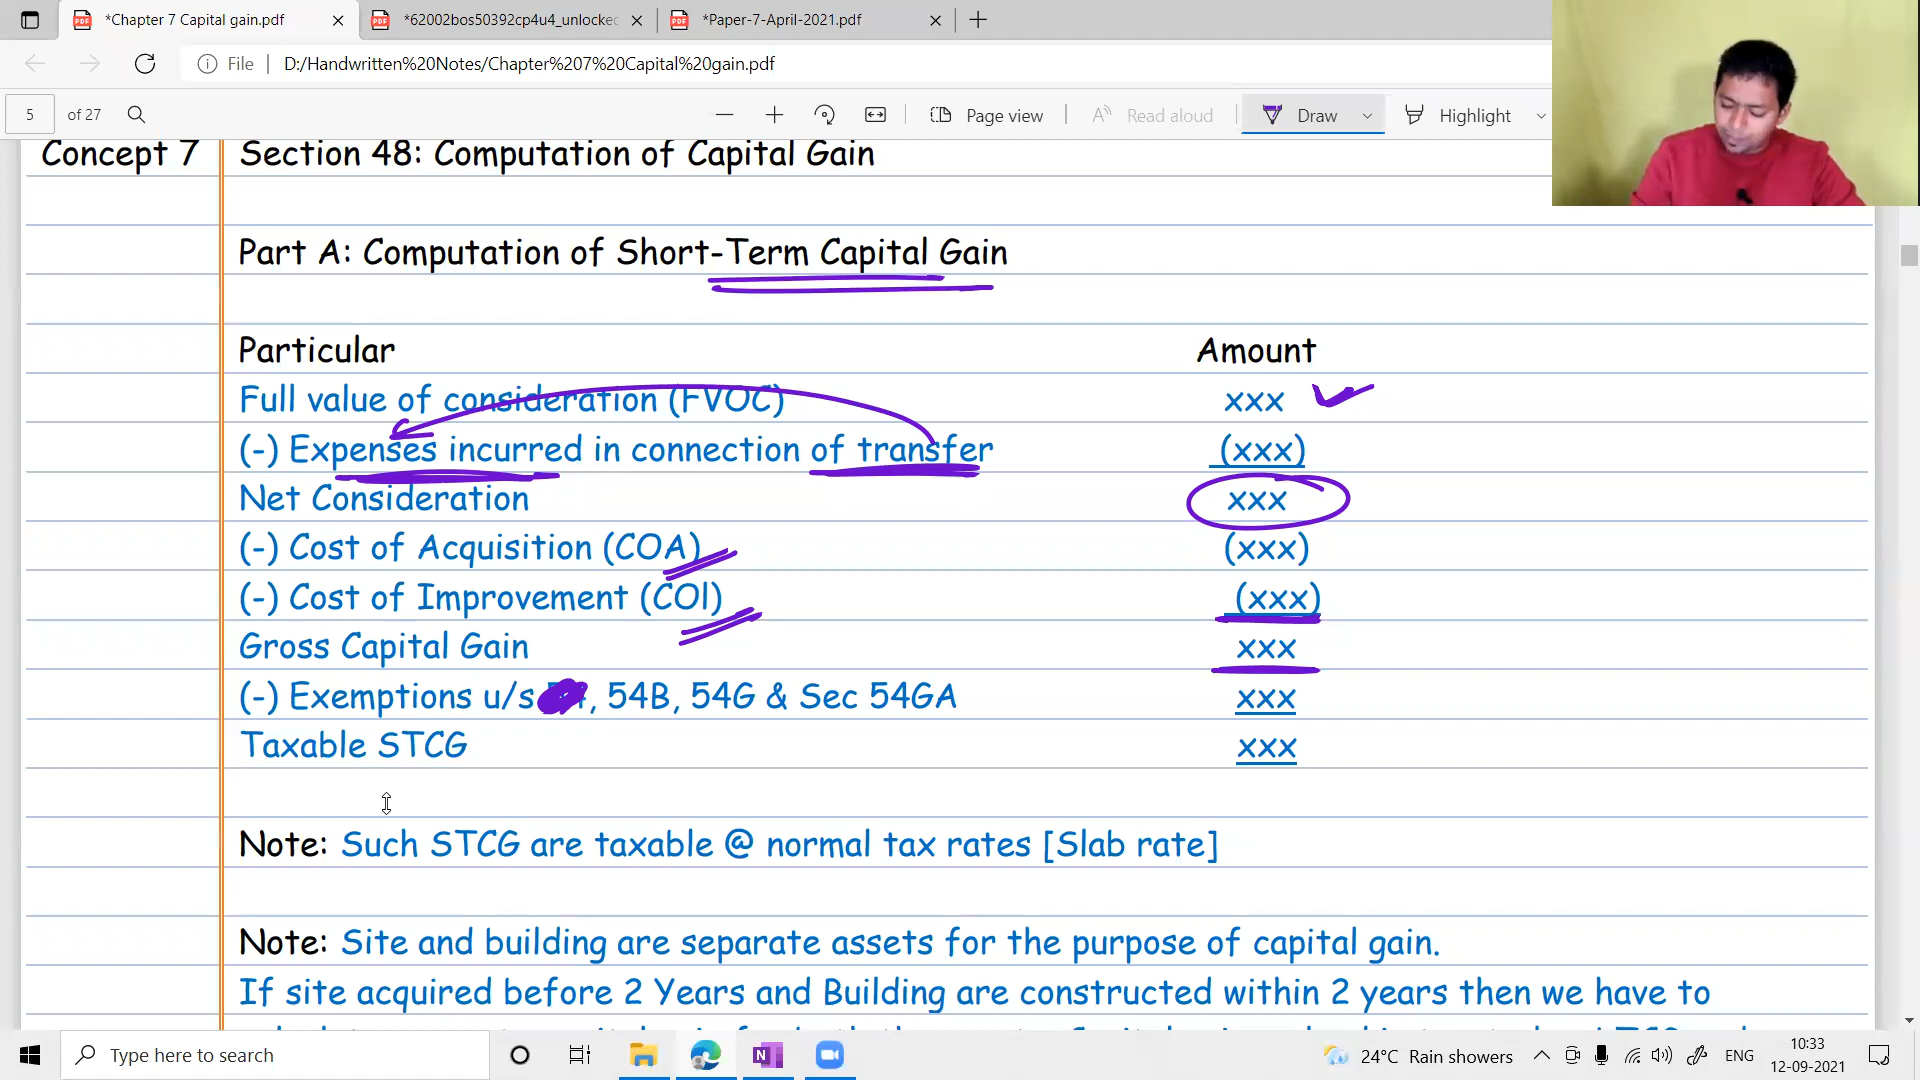 *Chapter 7 Capital gain.pdf
*62002bos50392cp4u4_unlocked
*Paper-7-April-2021.pdf
File
D:/Handwritten%20Notes/Chapter%207%20Capital%20gain.pdf
5 of 27
Page view
Read aloud
Draw
Highlight
Concept 7
Section 48: Computation of Capital Gain
Part A: Computation of Short-Term Capital Gain
Particular Amount
Full value of consideration (FVOC) xxx
(-) Expenses incurred in connection of transfer (xxx)
Net Consideration xxx
(-) Cost of Acquisition (COA) (xxx)
(-) Cost of Improvement (COI) (xxx)
Gross Capital Gain xxx
(-) Exemptions u/s , 54B, 54G & Sec 54GA xxx
Taxable STCG xxx
Note: Such STCG are taxable @ normal tax rates [Slab rate]
Note: Site and building are separate assets for the purpose of capital gain.
If site acquired before 2 Years and Building are constructed within 2 years then we have to
Type here to search
24°C Rain showers
ENG
10:33
12-09-2021